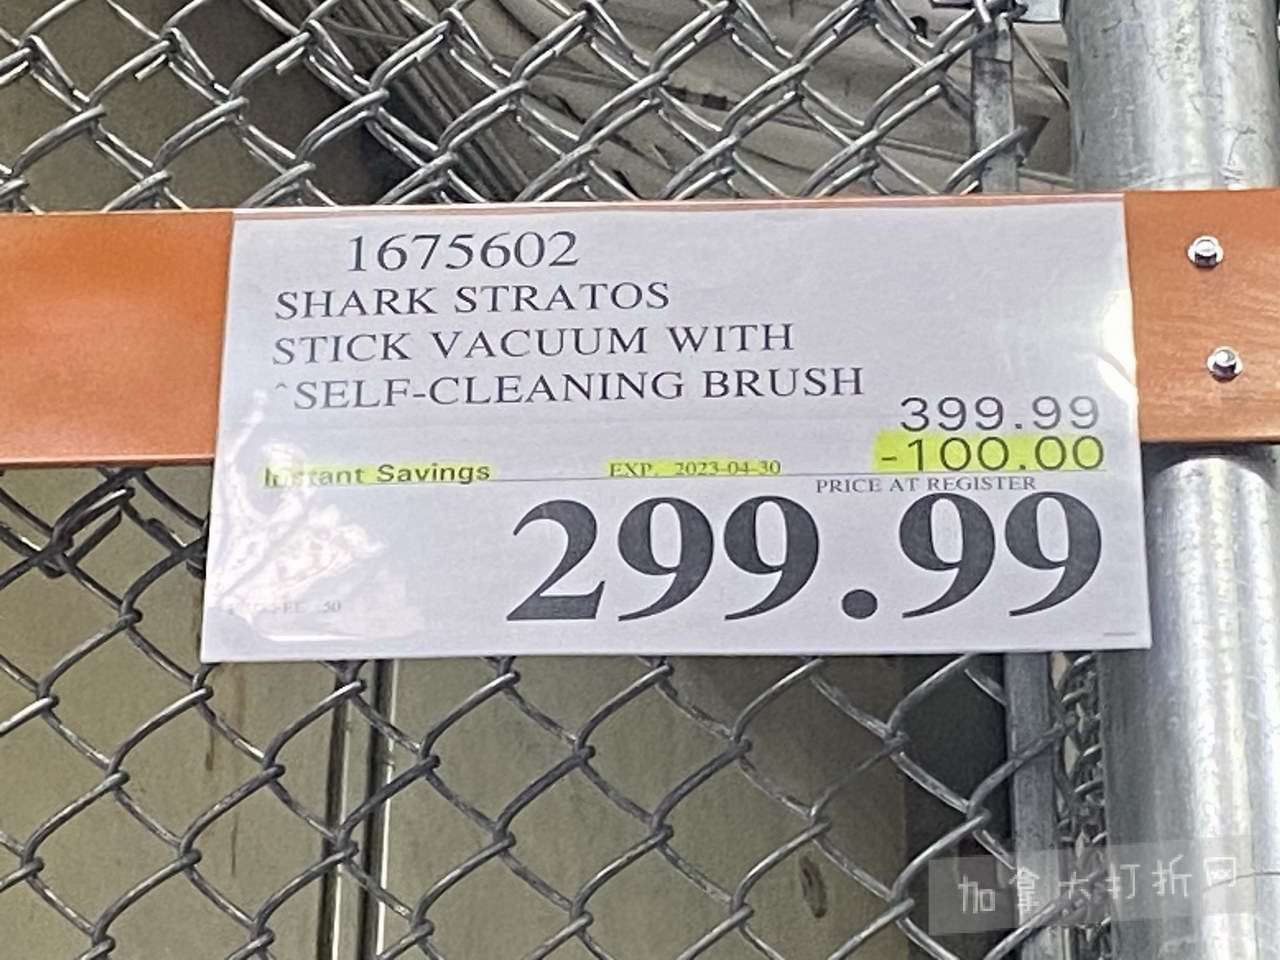 1675602
SHARK STRATOS
STICK VACUUM WITH
^SELF-CLEANING BRUSH
399.99
Instant Savings EXP. 2023-04-30 -100.00
PRICE AT REGISTER
299.99
50
加拿大打折网